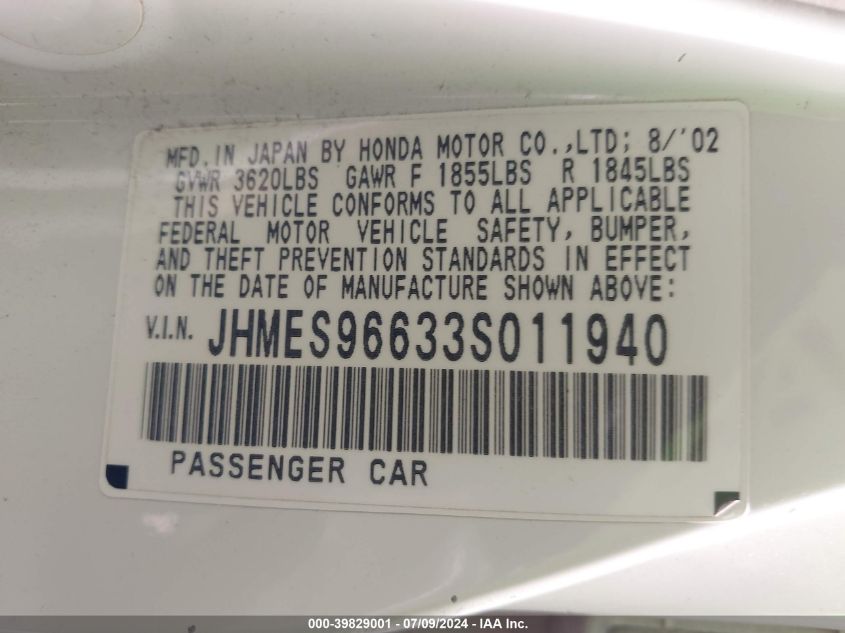 MFD. IN JAPAN BY HONDA MOTOR CO.,LTD; 8/'02
GVWR 3620LBS GAWR F 1855LBS R 1845LBS
THIS VEHICLE CONFORMS TO ALL APPLICABLE
FEDERAL MOTOR VEHICLE SAFETY, BUMPER,
AND THEFT PREVENTION STANDARDS IN EFFECT
ON THE DATE OF MANUFACTURE SHOWN ABOVE:
V.I.N. JHMES96633S011940
PASSENGER CAR
000-39829001 - 07/09/2024 - IAA Inc.